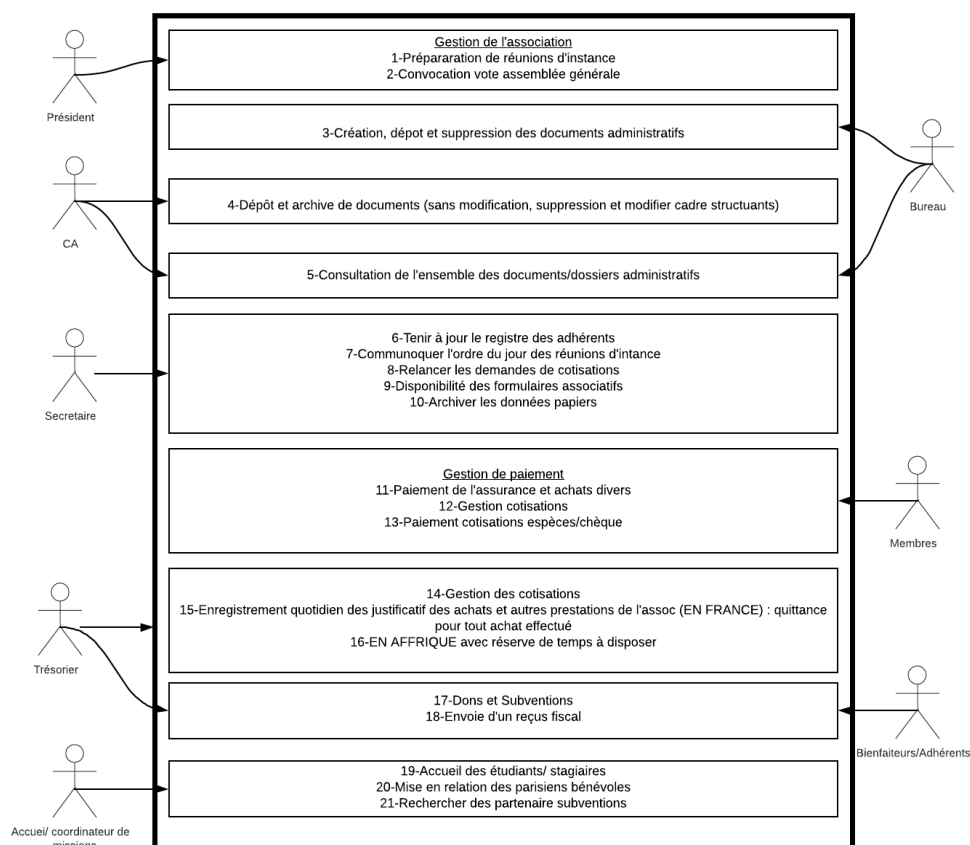 Gestion de l'association
1-Prépararation de réunions d'instance
2-Convocation vote assemblée générale
Président
3-Création, dépot et suppression des documents administratifs
Bureau
CA
4-Dépôt et archive de documents (sans modification, suppression et modifier cadre structuants)
5-Consultation de l'ensemble des documents/dossiers administratifs
6-Tenir à jour le registre des adhérents
7-Communoquer l'ordre du jour des réunions d'intance
8-Relancer les demandes de cotisations
9-Disponibilité des formulaires associatifs
10-Archiver les données papiers
Secretaire
Gestion de paiement
11-Paiement de l'assurance et achats divers
12-Gestion cotisations
13-Paiement cotisations espèces/chèque
Membres
14-Gestion des cotisations
15-Enregistrement quotidien des justificatif des achats et autres prestations de l'assoc (EN FRANCE) : quittance
pour tout achat effectué
16-EN AFFRIQUE avec réserve de temps à disposer
Trésorier
17-Dons et Subventions
18-Envoie d'un reçus fiscal
Bienfaiteurs/Adhérents
19-Accueil des étudiants/ stagiaires
20-Mise en relation des parisiens bénévoles
21-Rechercher des partenaire subventions
Accuei/ coordinateur de
missions